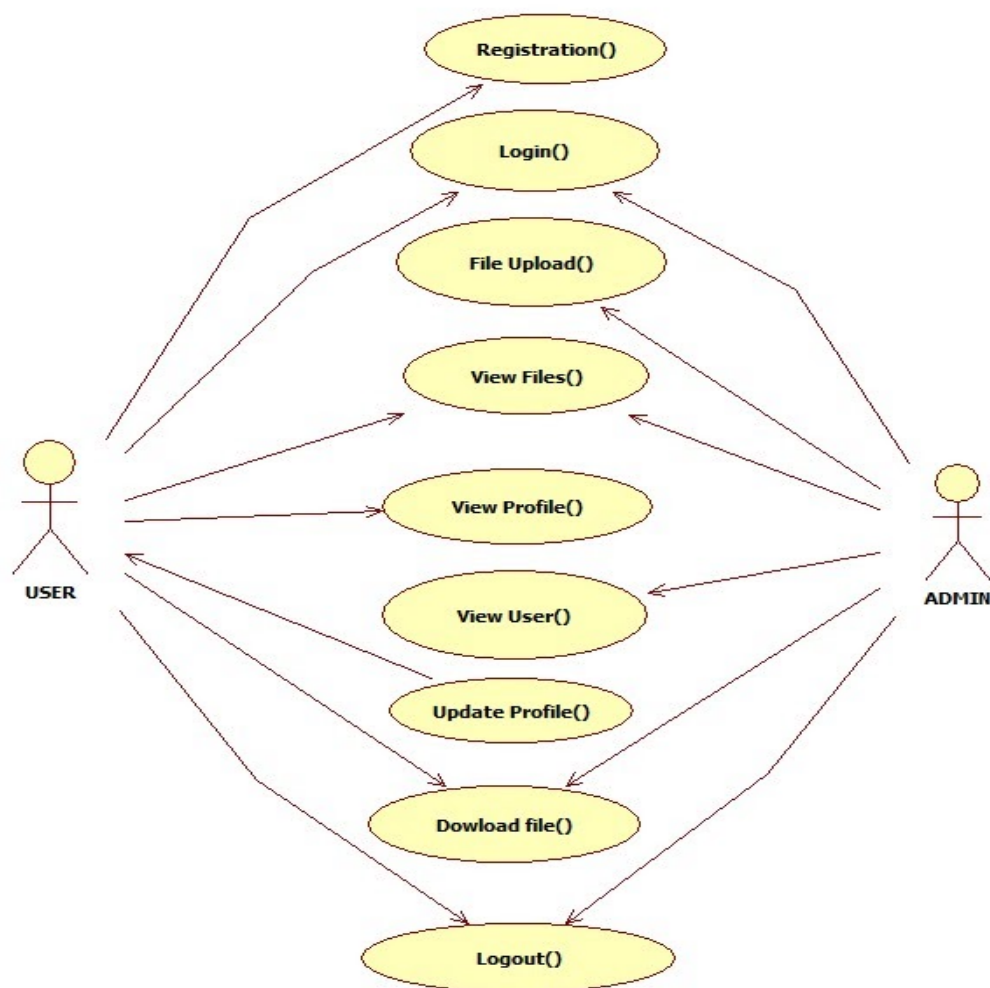 Registration()
Login()
File Upload()
View Files()
View Profile()
USER
ADMIN
View User()
Update Profile()
Dowload file()
Logout()